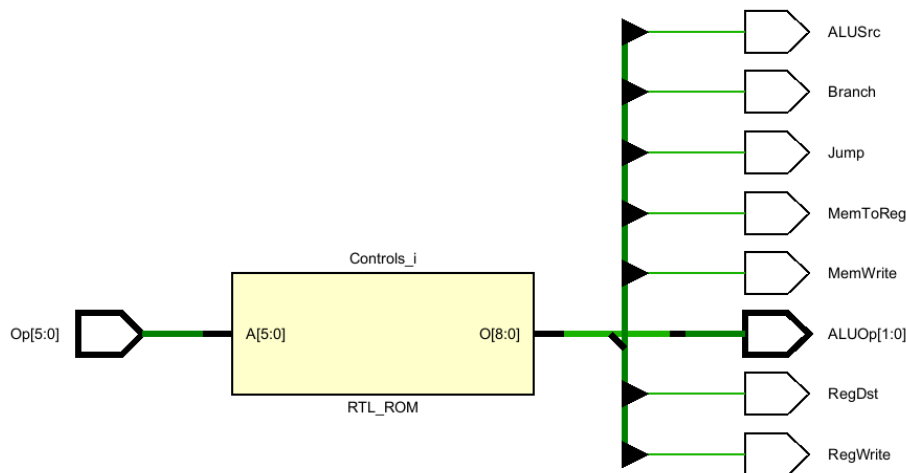 ALUSrc
Branch
Jump
MemToReg
Controls_i
MemWrite
Op[5:0]
A[5:0]
O[8:0]
ALUOp[1:0]
RegDst
RTL_ROM
RegWrite